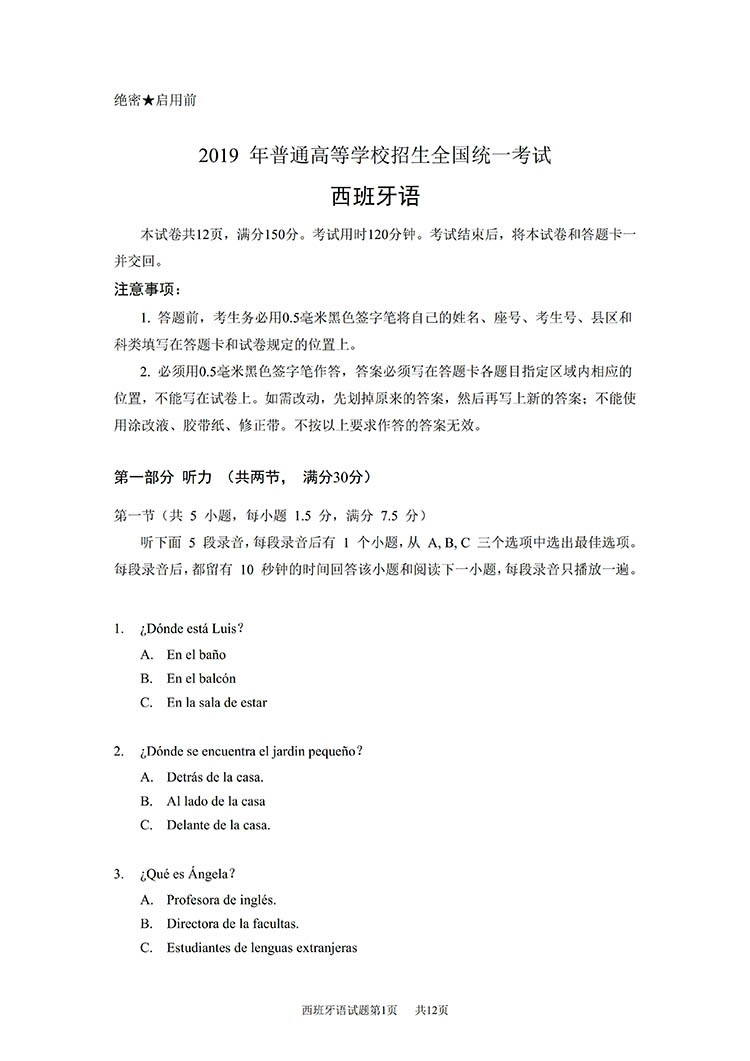 绝密★启用前
2019 年普通高等学校招生全国统一考试
西班牙语
本试卷共12页，满分150分。考试用时120分钟。考试结束后，将本试卷和答题卡一
并交回。
注意事项：
1. 答题前，考生务必用0.5毫米黑色签字笔将自己的姓名、座号、考生号、县区和
科类填写在答题卡和试卷规定的位置上。
2. 必须用0.5毫米黑色签字笔作答，答案必须写在答题卡各题目指定区域内相应的
位置，不能写在试卷上。如需改动，先划掉原来的答案，然后再写上新的答案；不能使
用涂改液、胶带纸、修正带。不按以上要求作答的答案无效。
第一部分 听力 （共两节， 满分30分）
第一节（共 5 小题，每小题 1.5 分，满分 7.5 分）
听下面 5 段录音，每段录音后有 1 个小题，从 A, B, C 三个选项中选出最佳选项。
每段录音后，都留有 10 秒钟的时间回答该小题和阅读下一小题，每段录音只播放一遍。
1. ¿Dónde está Luis？
A. En el baño
B. En el balcón
C. En la sala de estar
2. ¿Dónde se encuentra el jardín pequeño？
A. Detrás de la casa.
B. Al lado de la casa
C. Delante de la casa.
3. ¿Qué es Ángela？
A. Profesora de inglés.
B. Directora de la facultas.
C. Estudiantes de lenguas extranjeras
西班牙语试题第1页 共12页